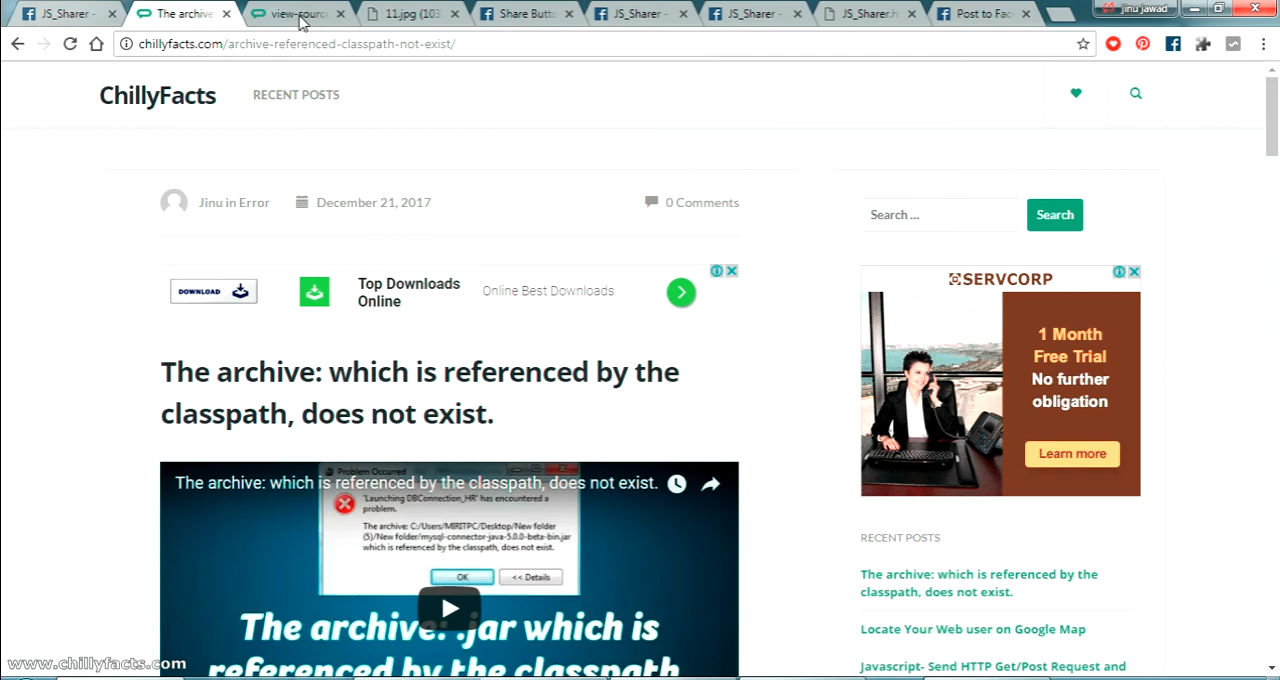 JS_Sharer -
The archive
view-sourc
11.jpg (103
Share Butto
JS_Sharer -
JS_Sharer -
JS_Sharer.h
Post to Fac
jinu jawad
chillyfacts.com/archive-referenced-classpath-not-exist/
ChillyFacts
RECENT POSTS
Jinu in Error
December 21, 2017
0 Comments
Search ...
Search
DOWNLOAD
Top Downloads
Online
Online Best Downloads
SERVCORP
1 Month
Free Trial
No further
obligation
Learn more
The archive: which is referenced by the
classpath, does not exist.
Problem Occurred
The archive: which is referenced by the classpath, does not exist.
'Launching DBConnection_HR' has encountered a
problem.
The archive: C:/Users/MIRITPC/Desktop/New folder
(5)/New folder/mysql-connector-java-5.0.0-beta-bin.jar
which is referenced by the classpath, does not exist.
OK
<< Details
The archive: .jar which is
referenced by the classpath
RECENT POSTS
The archive: which is referenced by the
classpath, does not exist.
Locate Your Web user on Google Map
Javascript- Send HTTP Get/Post Request and
www.chillyfacts.com